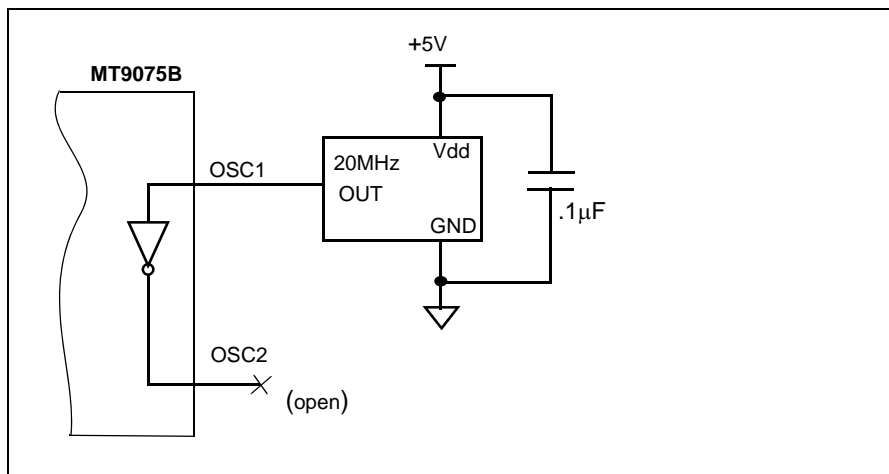 +5V
MT9075B
Vdd
OSC1
20MHz
OUT
.1µF
GND
OSC2
(open)